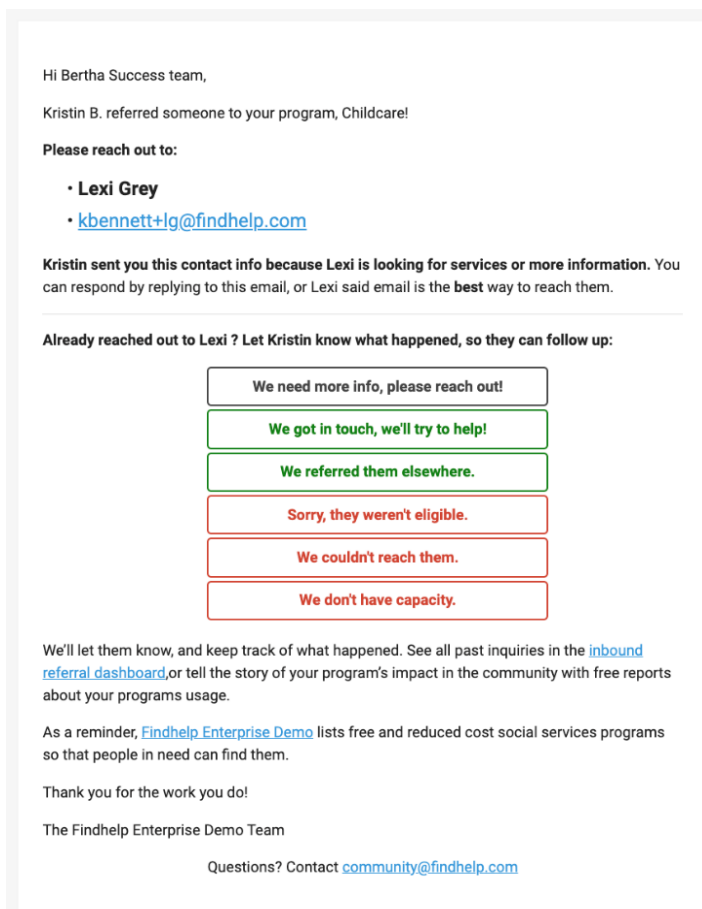 Hi Bertha Success team,
Kristin B. referred someone to your program, Childcare!
Please reach out to:
• Lexi Grey
• kbennett+lg@findhelp.com
Kristin sent you this contact info because Lexi is looking for services or more information. You
can respond by replying to this email, or Lexi said email is the best way to reach them.
Already reached out to Lexi ? Let Kristin know what happened, so they can follow up:
We need more info, please reach out!
We got in touch, we'll try to help!
We referred them elsewhere.
Sorry, they weren't eligible.
We couldn't reach them.
We don't have capacity.
We'll let them know, and keep track of what happened. See all past inquiries in the inbound
referral dashboard,or tell the story of your program's impact in the community with free reports
about your programs usage.
As a reminder, Findhelp Enterprise Demo lists free and reduced cost social services programs
so that people in need can find them.
Thank you for the work you do!
The Findhelp Enterprise Demo Team
Questions? Contact community@findhelp.com